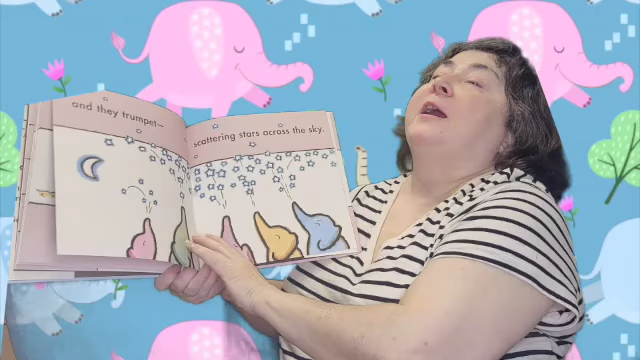 and they trumpet—
scattering stars across the sky.